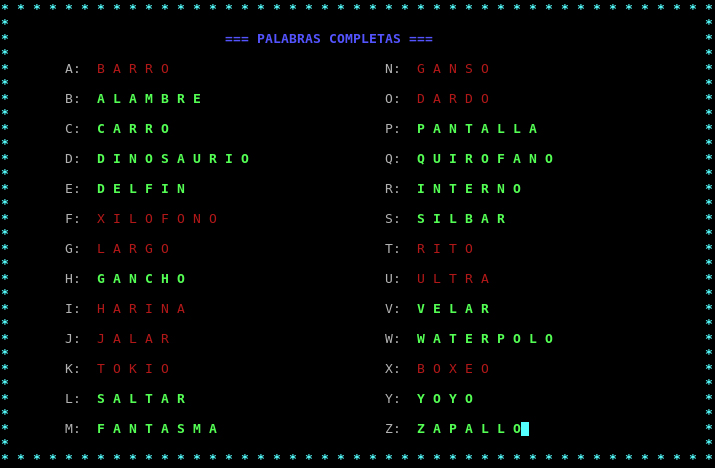 * * * * * * * * * * * * * * * * * * * * * * * * * * * * * * * * * * * * * * * * * * * * *
* *
* === PALABRAS COMPLETAS === *
* *
* A: B A R R O N: G A N S O *
* *
* B: A L A M B R E O: D A R D O *
* *
* C: C A R R O P: P A N T A L L A *
* *
* D: D I N O S A U R I O Q: Q U I R O F A N O *
* *
* E: D E L F I N R: I N T E R N O *
* *
* F: X I L O F O N O S: S I L B A R *
* *
* G: L A R G O T: R I T O *
* *
* H: G A N C H O U: U L T R A *
* *
* I: H A R I N A V: V E L A R *
* *
* J: J A L A R W: W A T E R P O L O *
* *
* K: T O K I O X: B O X E O *
* *
* L: S A L T A R Y: Y O Y O *
* *
* M: F A N T A S M A Z: Z A P A L L O *
* *
* * * * * * * * * * * * * * * * * * * * * * * * * * * * * * * * * * * * * * * * * * * * *